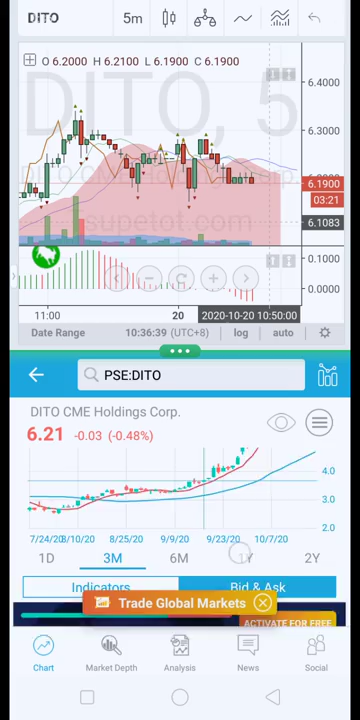 DITO 5m
O 6.2000 H 6.2100 L 6.1900 C 6.1900
DITO, 5
supetot.com
6.4000
6.3000
6.1900
03:21
6.1083
0.1000
0.0000
11:00 20 2020-10-20 10:50:00
Date Range 10:36:39 (UTC+8) log auto
PSE:DITO
DITO CME Holdings Corp.
6.21 -0.03 (-0.48%)
4.0
3.0
2.0
7/24/20 8/10/20 8/25/20 9/9/20 9/23/20 10/7/20
1D 3M 6M 1Y 2Y
Indicators Bid & Ask
Trade Global Markets
ACTIVATE FOR FREE
Chart Market Depth Analysis News Social